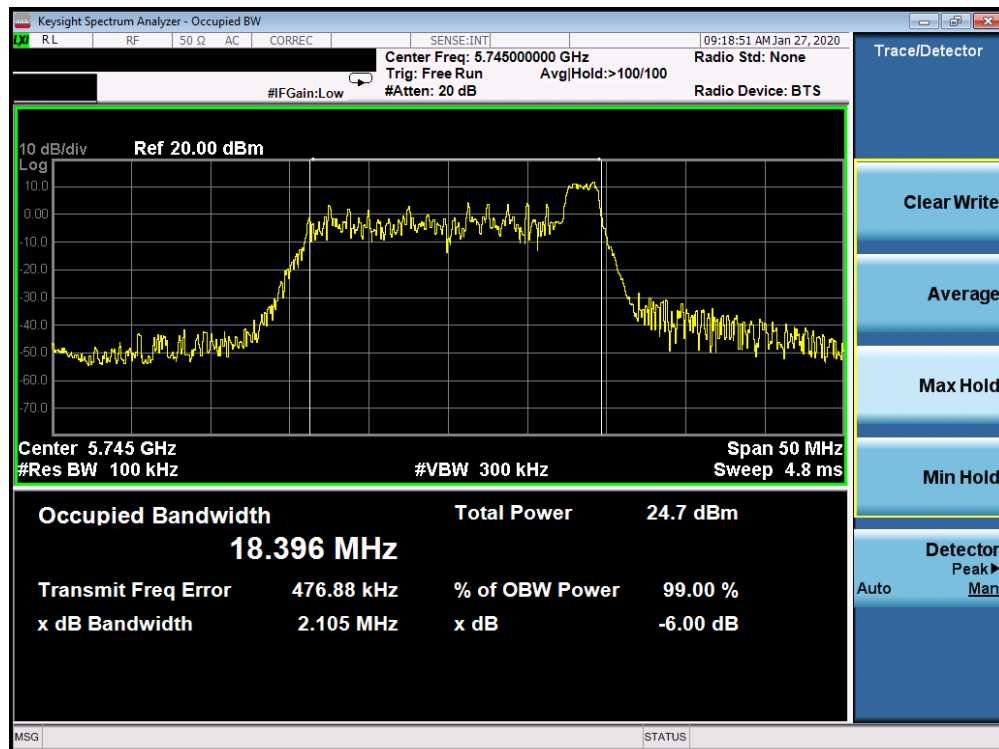 Keysight Spectrum Analyzer - Occupied BW
LXI RL RF 50 Ω AC CORREC SENSE:INT 09:18:51 AM Jan 27, 2020
Center Freq: 5.745000000 GHz Radio Std: None
Trig: Free Run Avg|Hold:>100/100
#IFGain:Low #Atten: 20 dB Radio Device: BTS
10 dB/div Ref 20.00 dBm
Log
10.0
0.00
-10.0
-20.0
-30.0
-40.0
-50.0
-60.0
-70.0
Center 5.745 GHz Span 50 MHz
#Res BW 100 kHz #VBW 300 kHz Sweep 4.8 ms
Occupied Bandwidth Total Power 24.7 dBm
18.396 MHz
Transmit Freq Error 476.88 kHz % of OBW Power 99.00 %
x dB Bandwidth 2.105 MHz x dB -6.00 dB
Trace/Detector
Clear Write
Average
Max Hold
Min Hold
Detector
Peak▶
Auto Man
MSG STATUS